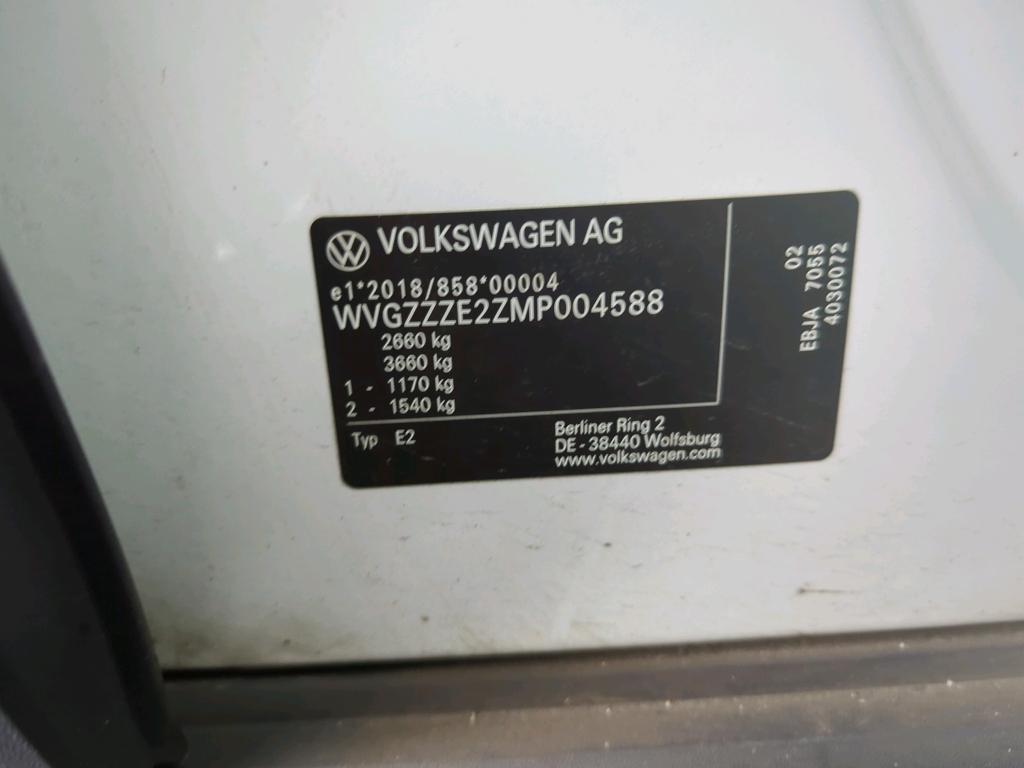 VOLKSWAGEN AG
e1*2018/858*00004
WVGZZZE2ZMP004588
2660 kg
3660 kg
1 - 1170 kg
2 - 1540 kg
Typ E2
Berliner Ring 2
DE - 38440 Wolfsburg
www.volkswagen.com
02
EBJA 7055
4030072